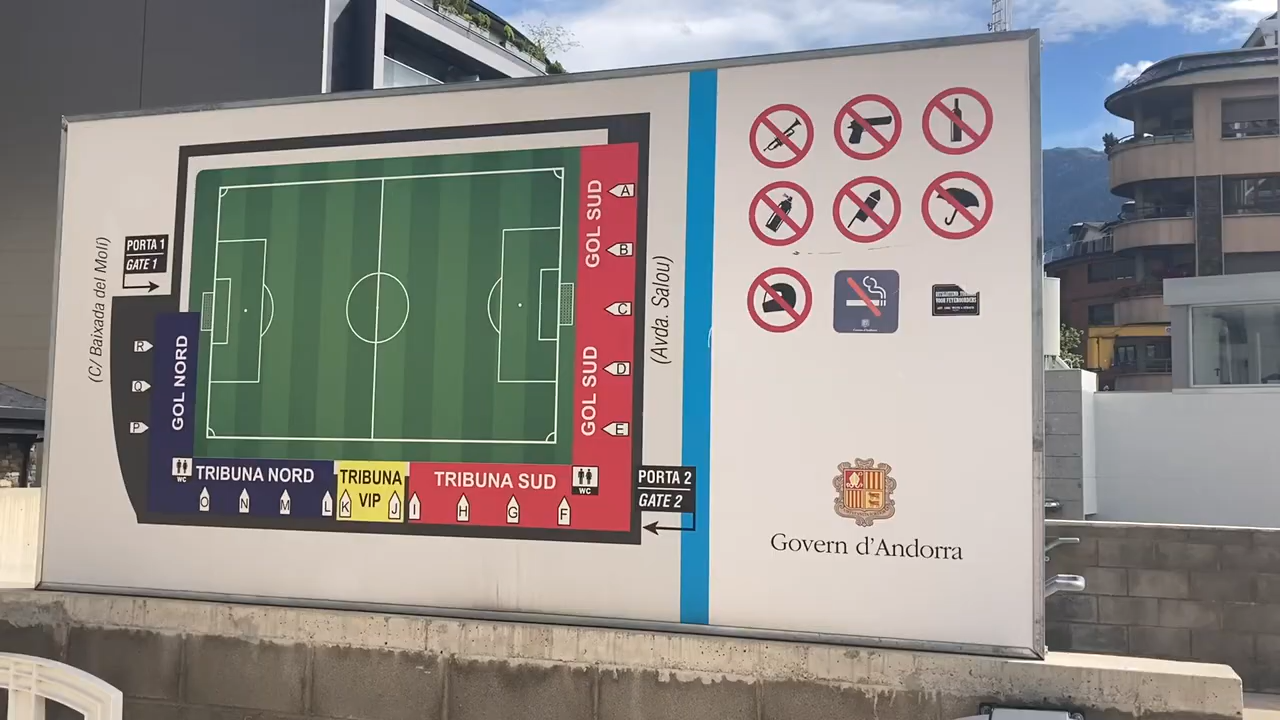 PORTA 1
GATE 1
(C/ Baixada del Molí)
GOL SUD
A
B
C
GOL SUD
D
E
(Avda. Salou)
R
Q
P
GOL NORD
WC
TRIBUNA NORD
O
N
M
L
TRIBUNA
VIP
K
J
TRIBUNA SUD
I
H
G
F
WC
PORTA 2
GATE 2
Govern d'Andorra